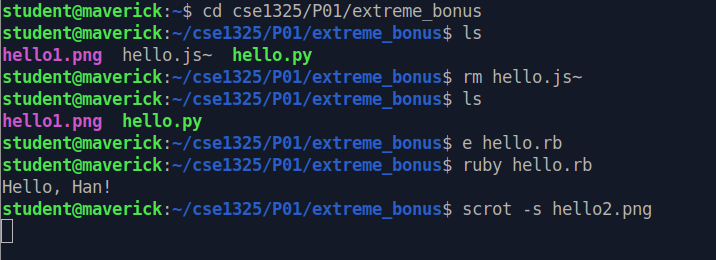 student@maverick:~$ cd cse1325/P01/extreme_bonus
student@maverick:~/cse1325/P01/extreme_bonus$ ls
hello1.png  hello.js~  hello.py
student@maverick:~/cse1325/P01/extreme_bonus$ rm hello.js~
student@maverick:~/cse1325/P01/extreme_bonus$ ls
hello1.png  hello.py
student@maverick:~/cse1325/P01/extreme_bonus$ e hello.rb
student@maverick:~/cse1325/P01/extreme_bonus$ ruby hello.rb
Hello, Han!
student@maverick:~/cse1325/P01/extreme_bonus$ scrot -s hello2.png